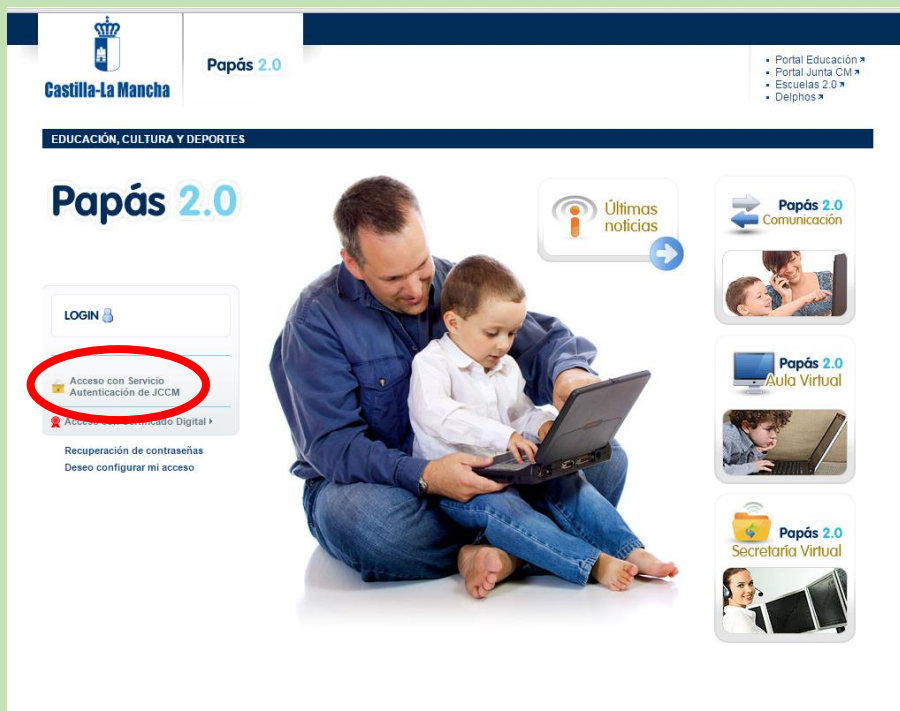 Castilla-La Mancha
Papás 2.0
Portal Educación
Portal Junta CM
Escuelas 2.0
Delphos
EDUCACIÓN, CULTURA Y DEPORTES
Papás 2.0
Últimas
noticias
Papás 2.0
Comunicación
LOGIN
Acceso con Servicio
Autenticación de JCCM
Acceso con Certificado Digital
Recuperación de contraseñas
Deseo configurar mi acceso
Papás 2.0
Aula Virtual
Papás 2.0
Secretaría Virtual